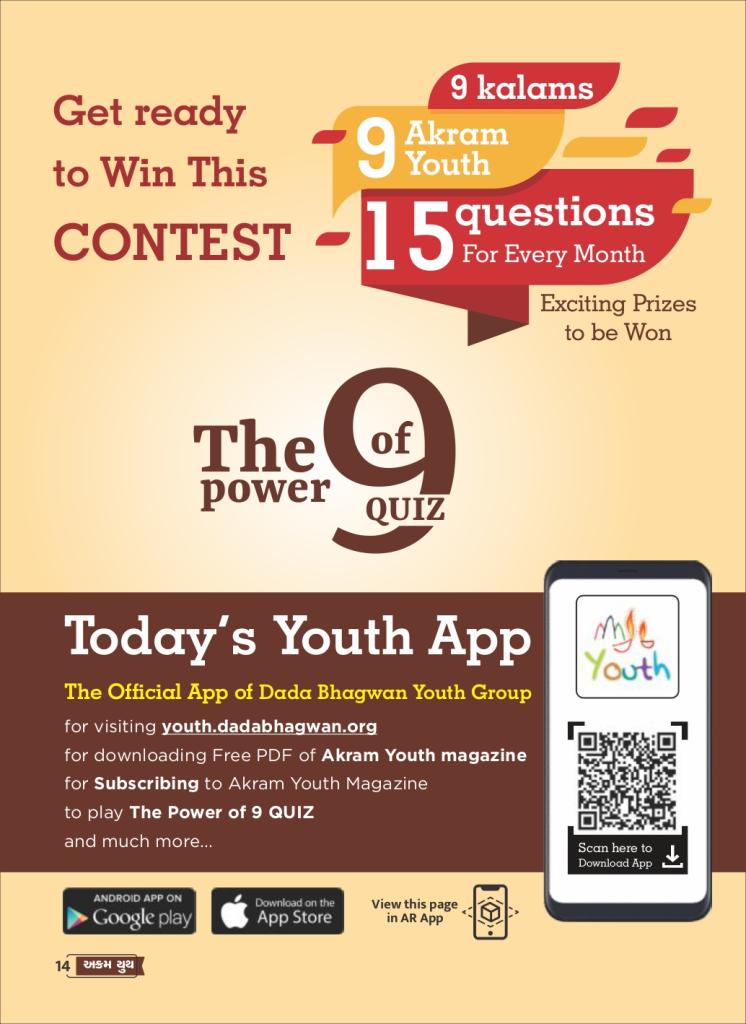 Get ready
to Win This
CONTEST
9 kalams
9 Akram
Youth
15 questions
For Every Month
Exciting Prizes
to be Won
The
power
of
9
QUIZ
Today's Youth App
The Official App of Dada Bhagwan Youth Group
for visiting youth.dadabhagwan.org
for downloading Free PDF of Akram Youth magazine
for Subscribing to Akram Youth Magazine
to play The Power of 9 QUIZ
and much more...
Youth
Scan here to
Download App
ANDROID APP ON
Google play
Download on the
App Store
View this page
in AR App
14 અક્રમ યુથ